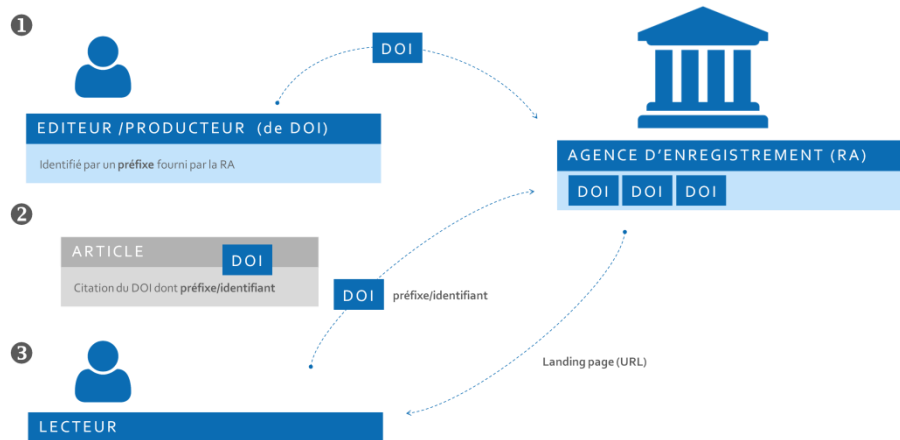 ❶
DOI
EDITEUR /PRODUCTEUR (de DOI)
Identifié par un préfixe fourni par la RA
AGENCE D'ENREGISTREMENT (RA)
DOI DOI DOI
❷
ARTICLE
DOI
Citation du DOI dont préfixe/identifiant
DOI préfixe/identifiant
❸
Landing page (URL)
LECTEUR